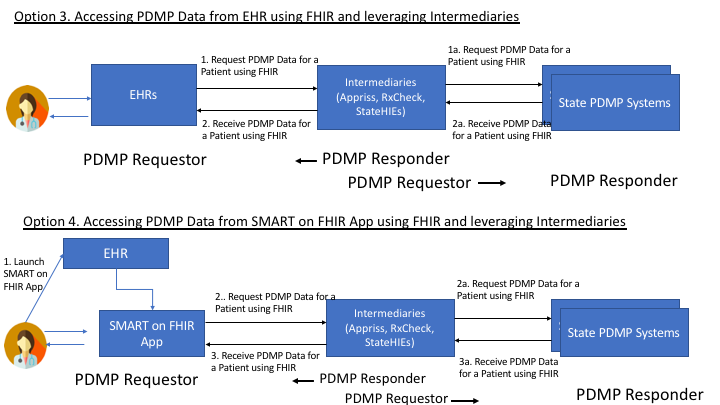 Option 3. Accessing PDMP Data from EHR using FHIR and leveraging Intermediaries
1. Request PDMP Data for a
Patient using FHIR
1a. Request PDMP Data for a
Patient using FHIR
EHRs
Intermediaries
(Appriss, RxCheck,
StateHIEs)
State PDMP Systems
2. Receive PDMP Data for
a Patient using FHIR
2a. Receive PDMP Data
for a Patient using FHIR
PDMP Requestor
PDMP Responder
PDMP Requestor
PDMP Responder
Option 4. Accessing PDMP Data from SMART on FHIR App using FHIR and leveraging Intermediaries
1. Launch
SMART on
FHIR App
EHR
2.. Request PDMP Data for a
Patient using FHIR
2a. Request PDMP Data for a
Patient using FHIR
SMART on FHIR
App
Intermediaries
(Appriss, RxCheck,
StateHIEs)
State PDMP Systems
3. Receive PDMP Data for
a Patient using FHIR
3a. Receive PDMP Data
for a Patient using FHIR
PDMP Requestor
PDMP Responder
PDMP Requestor
PDMP Responder